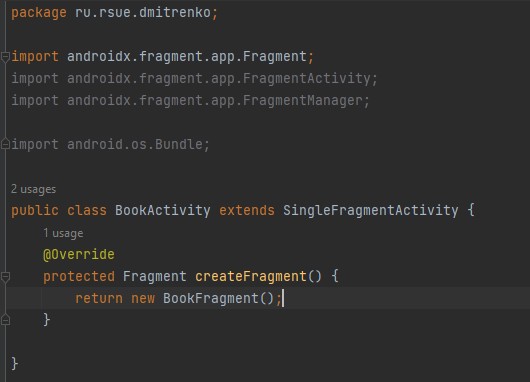 package ru.rsue.dmitrenko;
import androidx.fragment.app.Fragment;
import androidx.fragment.app.FragmentActivity;
import androidx.fragment.app.FragmentManager;
import android.os.Bundle;
2 usages
public class BookActivity extends SingleFragmentActivity {
1 usage
@Override
protected Fragment createFragment() {
return new BookFragment();
}
}